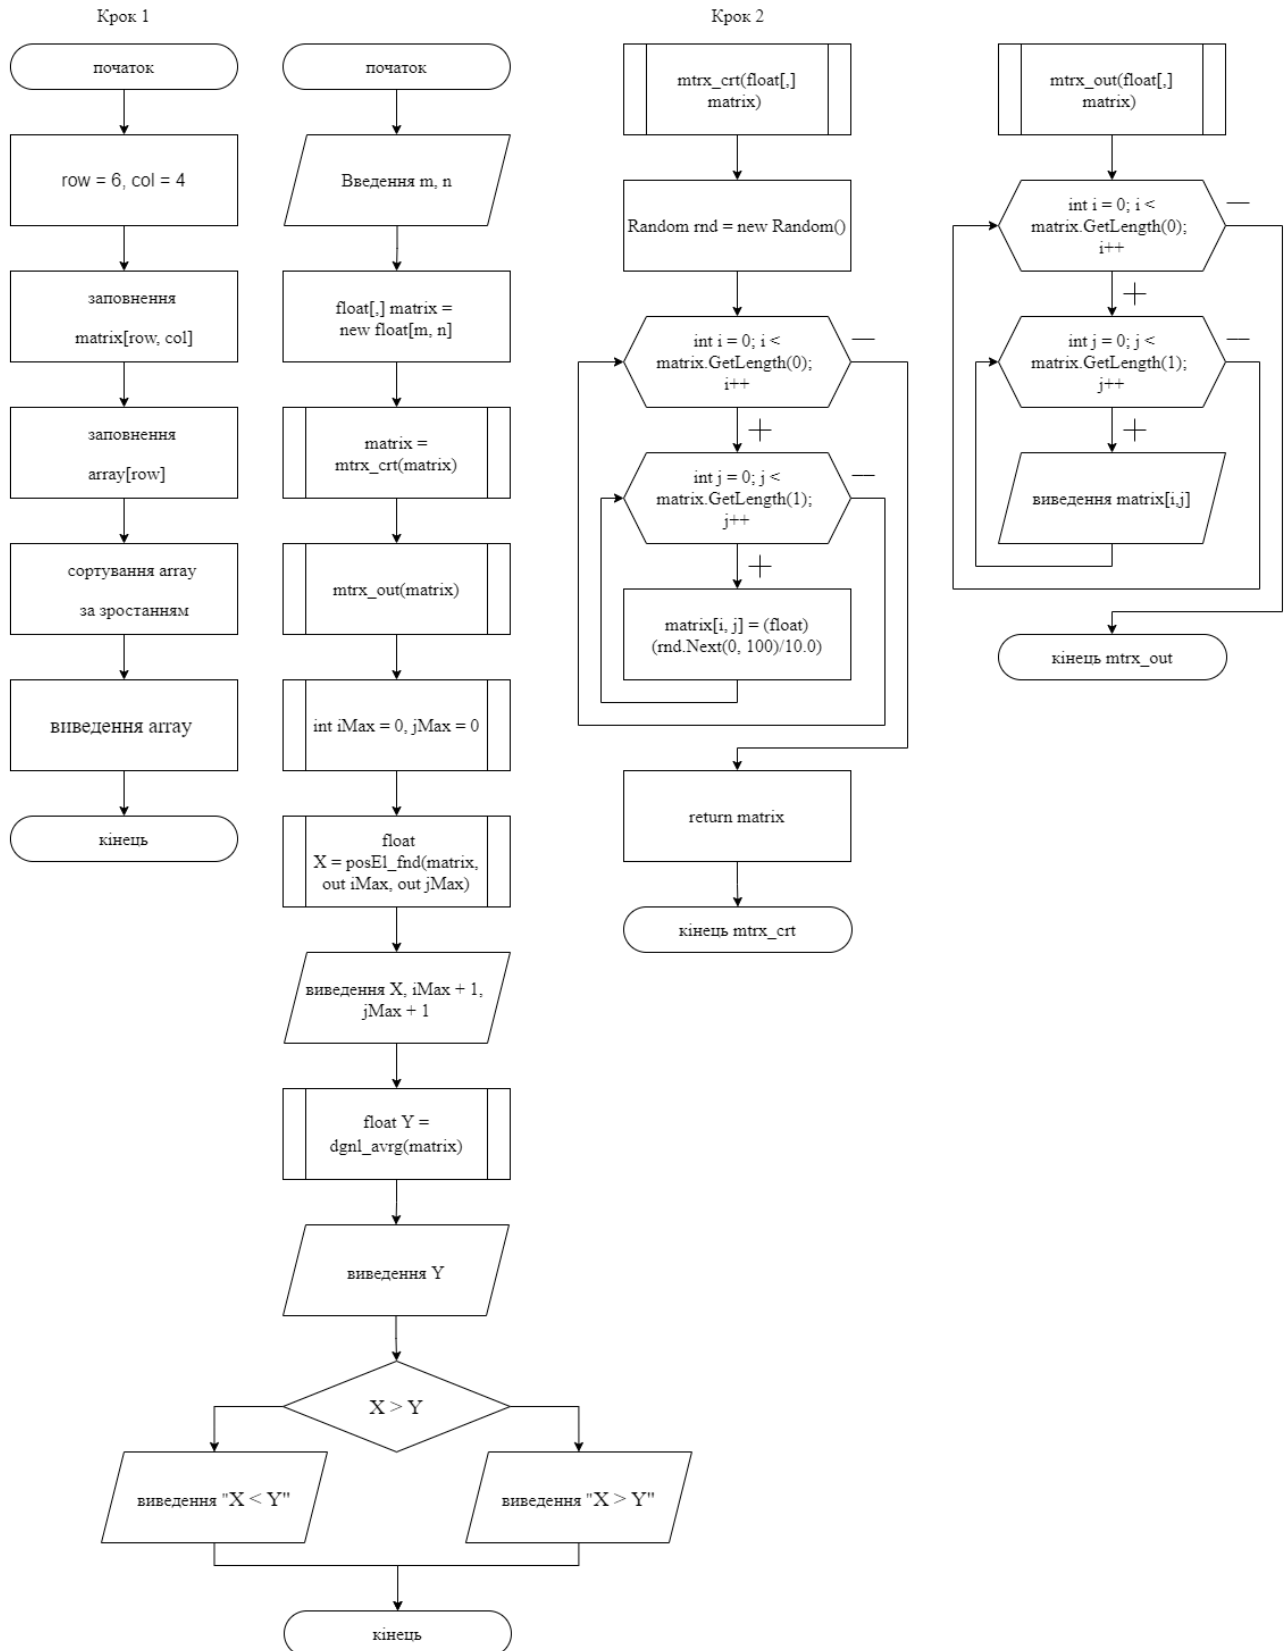 Крок 1
початок
row = 6, col = 4
заповнення
matrix[row, col]
заповнення
array[row]
сортування array
за зростанням
виведення array
кінець
початок
Введення m, n
float[,] matrix =
new float[m, n]
matrix =
mtrx_crt(matrix)
mtrx_out(matrix)
int iMax = 0, jMax = 0
float
X = posEl_fnd(matrix,
out iMax, out jMax)
виведення X, iMax + 1,
jMax + 1
float Y =
dgnl_avrg(matrix)
виведення Y
X > Y
виведення "X < Y"
виведення "X > Y"
кінець
Крок 2
mtrx_crt(float[,]
matrix)
Random rnd = new Random()
int i = 0; i <
matrix.GetLength(0);
i++
—
+
int j = 0; j <
matrix.GetLength(1);
j++
—
+
matrix[i, j] = (float)
(rnd.Next(0, 100)/10.0)
return matrix
кінець mtrx_crt
mtrx_out(float[,]
matrix)
int i = 0; i <
matrix.GetLength(0);
i++
—
+
int j = 0; j <
matrix.GetLength(1);
j++
—
+
виведення matrix[i,j]
кінець mtrx_out